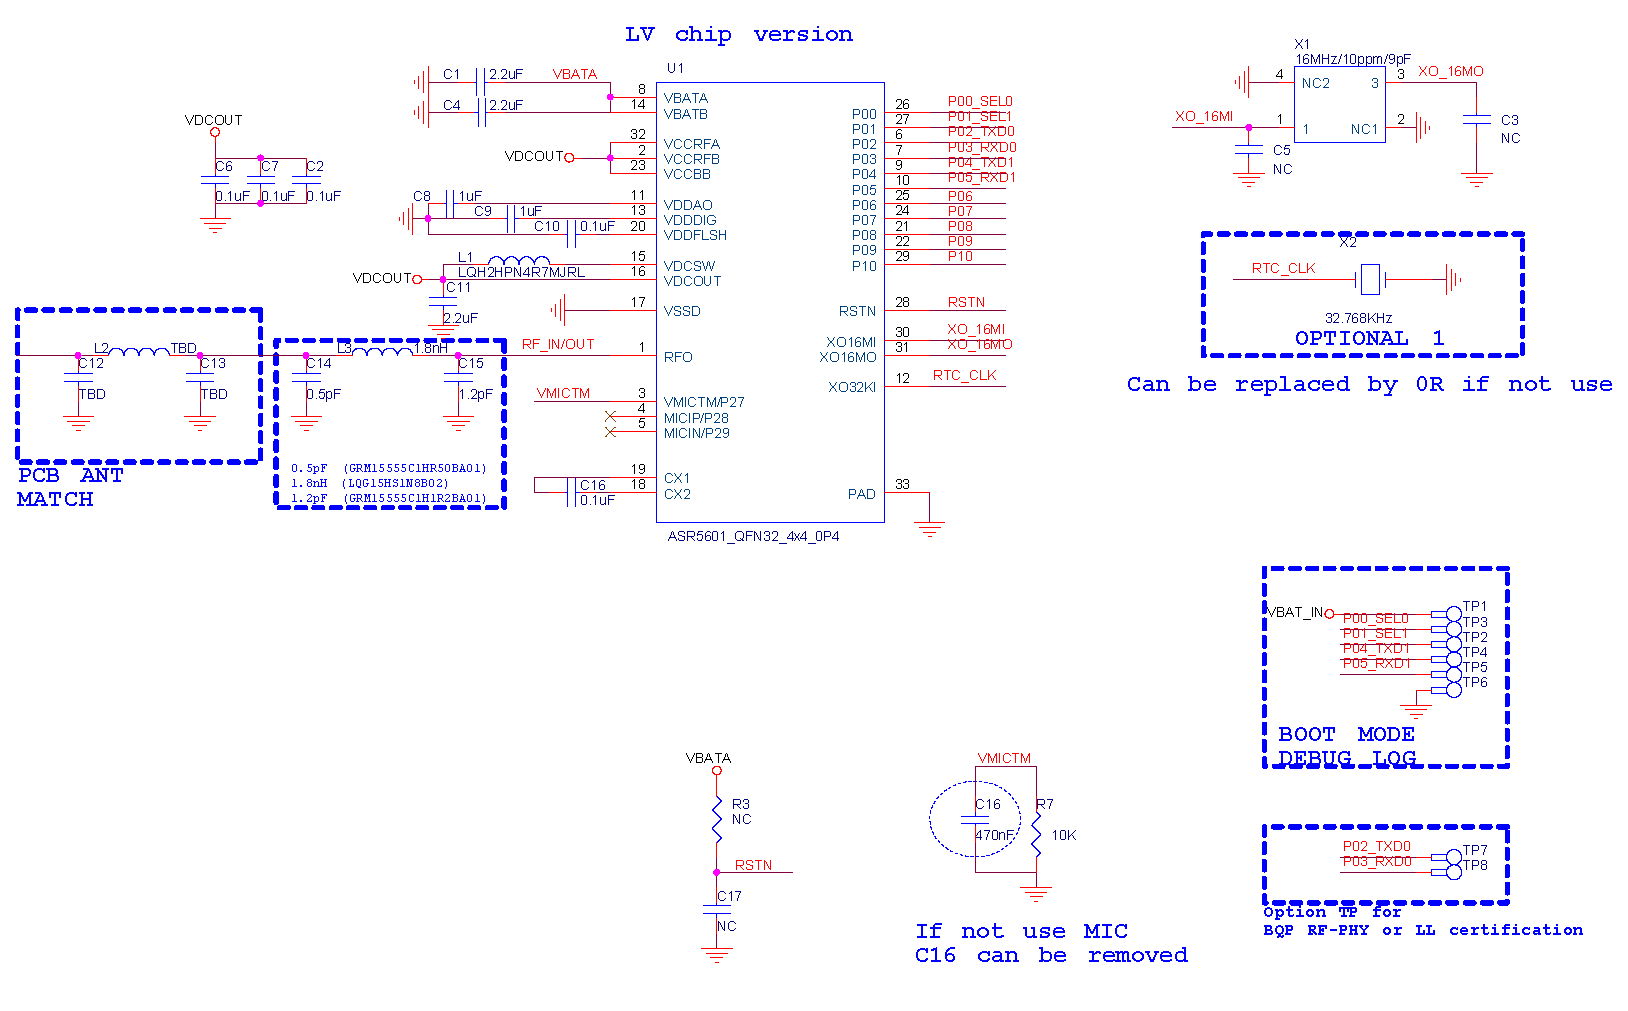 LV chip version
U1
C1 2.2uF VBATA
C4 2.2uF
8 VBATA
14 VBATB
32 VCCRFA
VDCOUT 2 VCCRFB
23 VCCBB
C8 1uF 11 VDDAO
C9 1uF 13 VDDDIG
C10 0.1uF 20 VDDFLSH
L1 15 VDCSW
LQH2HPN4R7MJRL
VDCOUT 16 VDCOUT
C11
2.2uF
17 VSSD
RF_IN/OUT 1 RFO
VMICTM 3 VMICTM/P27
4 MICIP/P28
5 MICIN/P29
19 CX1
18 CX2
C16
0.1uF
P00 26 P00_SEL0
P01 27 P01_SEL1
P02 6 P02_TXD0
P03 7 P03_RXD0
P04 9 P04_TXD1
P05 10 P05_RXD1
P06 25 P06
P07 24 P07
P08 21 P08
P09 22 P09
P10 29 P10
RSTN 28 RSTN
XO16MI 30 XO_16MI
XO16MO 31 XO_16MO
XO32KI 12 RTC_CLK
PAD 33
ASR5601_QFN32_4x4_0P4
VDCOUT
C6 C7 C2
0.1uF 0.1uF 0.1uF
L2 TBD
C12 C13
TBD TBD
PCB ANT
MATCH
L3 1.8nH
C14 C15
0.5pF 1.2pF
0.5pF (GRM15555C1HR50BA01)
1.8nH (LQG15HS1N8B02)
1.2pF (GRM15555C1H1R2BA01)
X1
16MHz/10ppm/9pF
4 NC2 3 3 XO_16MO
XO_16MI 1 1 NC1 2
C3
NC
C5
NC
X2
RTC_CLK
32.768KHz
OPTIONAL 1
Can be replaced by 0R if not use
VBAT_IN TP1
P00_SEL0 TP3
P01_SEL1 TP2
P04_TXD1 TP4
P05_RXD1 TP5
TP6
BOOT MODE
DEBUG LOG
VBATA
R3
NC
RSTN
C17
NC
VMICTM
C16 R7
470nF 10K
If not use MIC
C16 can be removed
P02_TXD0 TP7
P03_RXD0 TP8
Option TP for
BQP RF-PHY or LL certification